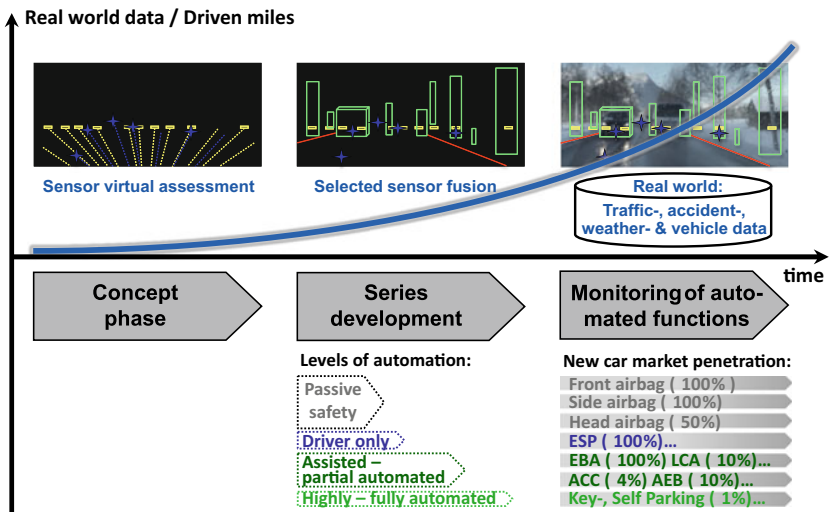 Real world data / Driven miles
Sensor virtual assessment
Selected sensor fusion
Real world:
Traffic-, accident-,
weather- & vehicle data
time
Concept
phase
Series
development
Monitoring of auto-
mated functions
Levels of automation:
Passive
safety
Driver only
Assisted –
partial automated
Highly – fully automated
New car market penetration:
Front airbag ( 100% )
Side airbag ( 100%)
Head airbag ( 50%)
ESP ( 100%)...
EBA ( 100%) LCA ( 10%)...
ACC ( 4%) AEB ( 10%)...
Key-, Self Parking ( 1%)...